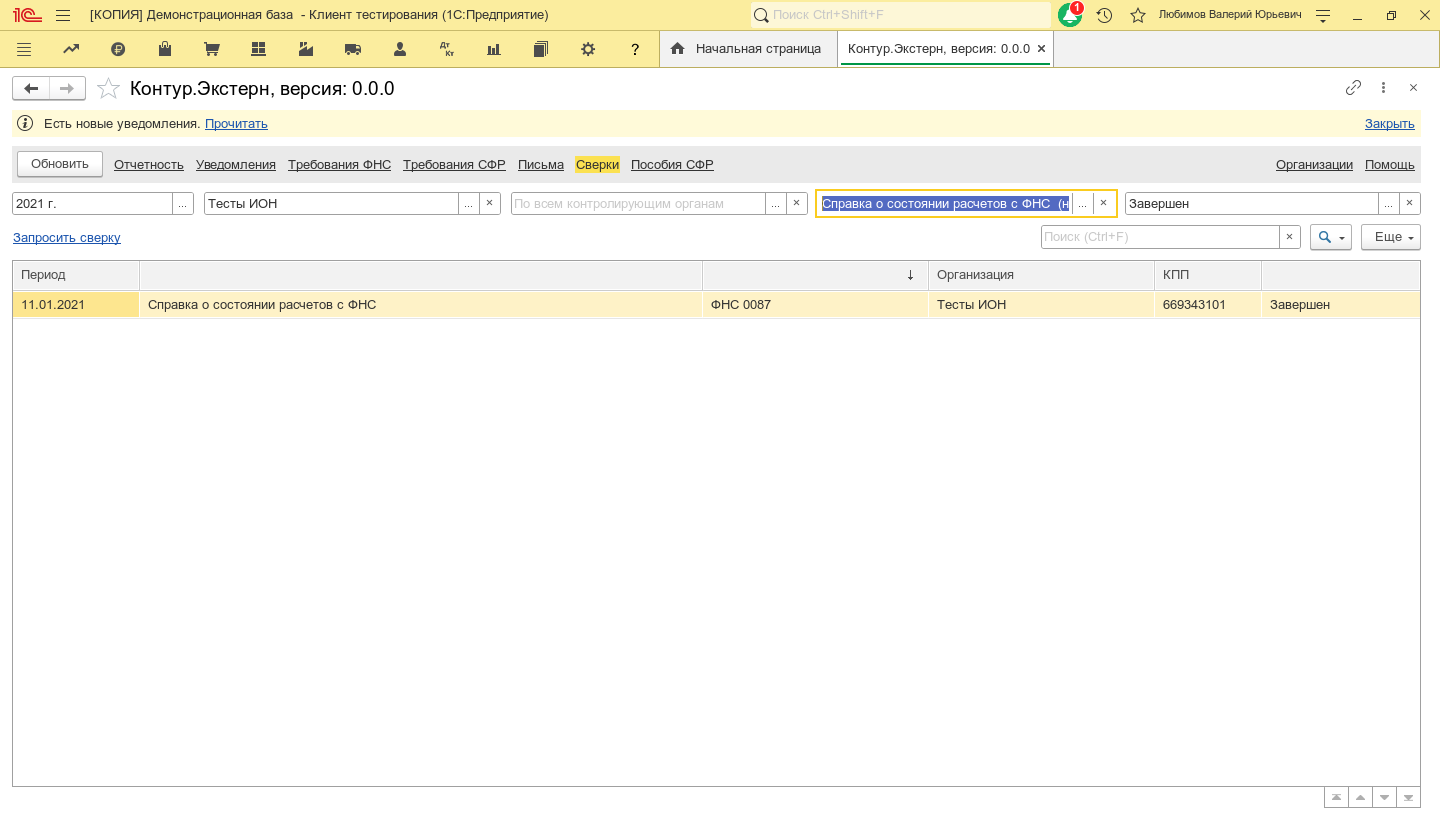 [КОПИЯ] Демонстрационная база - Клиент тестирования (1С:Предприятие) Поиск Ctrl+Shift+F 1 Любимов Валерий Юрьевич
₽ Дт Кт ? Начальная страница Контур.Экстерн, версия: 0.0.0
Контур.Экстерн, версия: 0.0.0
Есть новые уведомления. Прочитать Закрыть
Обновить Отчетность Уведомления Требования ФНС Требования СФР Письма Сверки Пособия СФР Организации Помощь
2021 г. ... Тесты ИОН ... × По всем контролирующим органам ... × Справка о состоянии расчетов с ФНС (н ... × Завершен ... ×
Запросить сверку Поиск (Ctrl+F) × Еще
Период ↓ Организация КПП
11.01.2021 Справка о состоянии расчетов с ФНС ФНС 0087 Тесты ИОН 669343101 Завершен